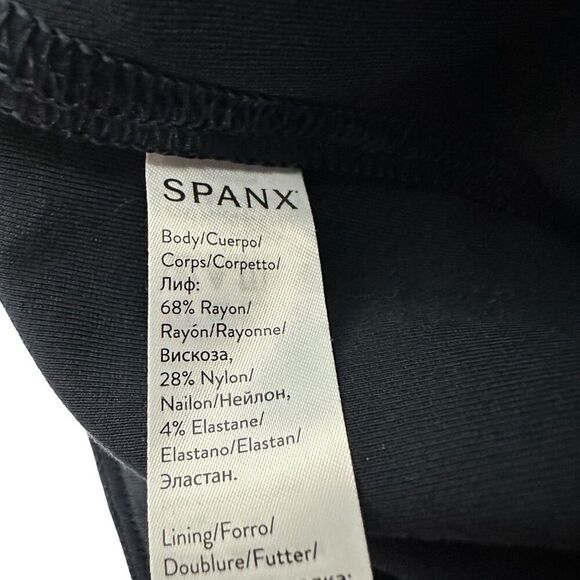 SPANX
Body/Cuerpo/
Corps/Corpetto/
Лиф:
68% Rayon/
Rayón/Rayonne/
Вискоза,
28% Nylon/
Nailon/Нейлон,
4% Elastane/
Elastano/Elastan/
Эластан.
Lining/Forro/
Doublure/Futter/